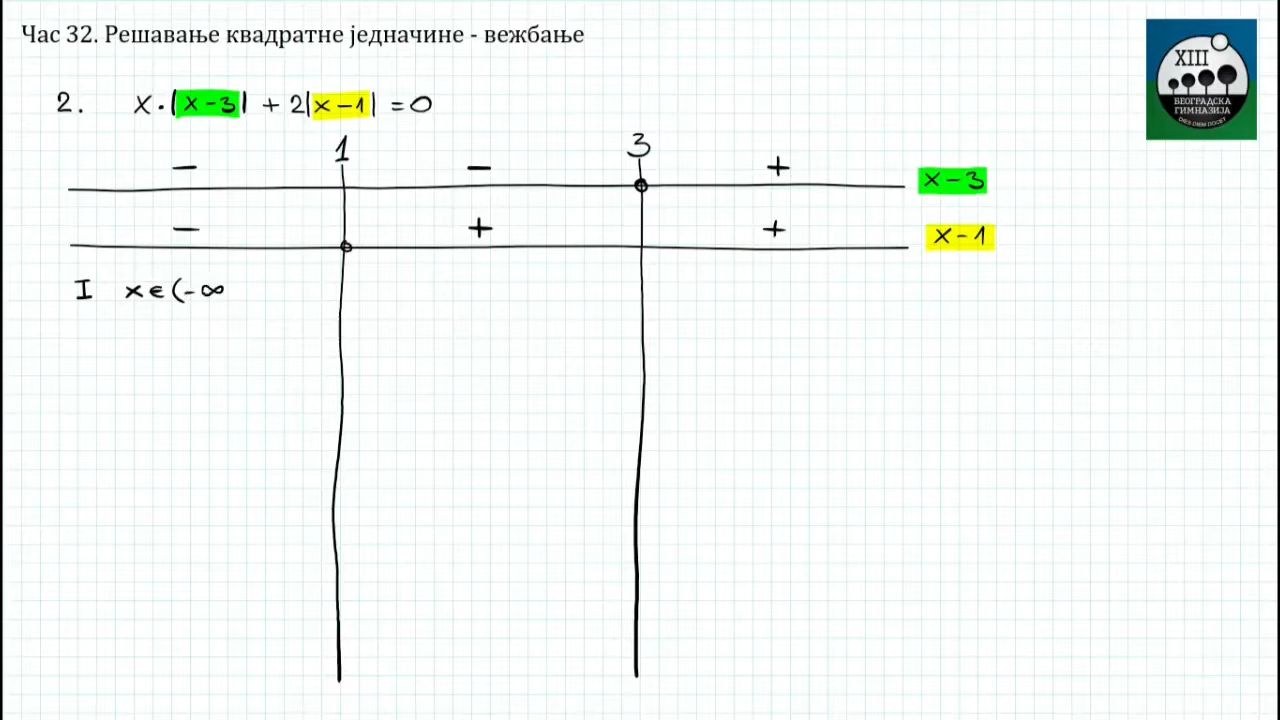 Час 32. Решавање квадратне једначине - вежбање
XIII
БЕОГРАДСКА
ГИМНАЗИЈА
2. x·|x-3| + 2|x-1| = 0
1 3
- - + x-3
- + + x-1
I x∈(-∞